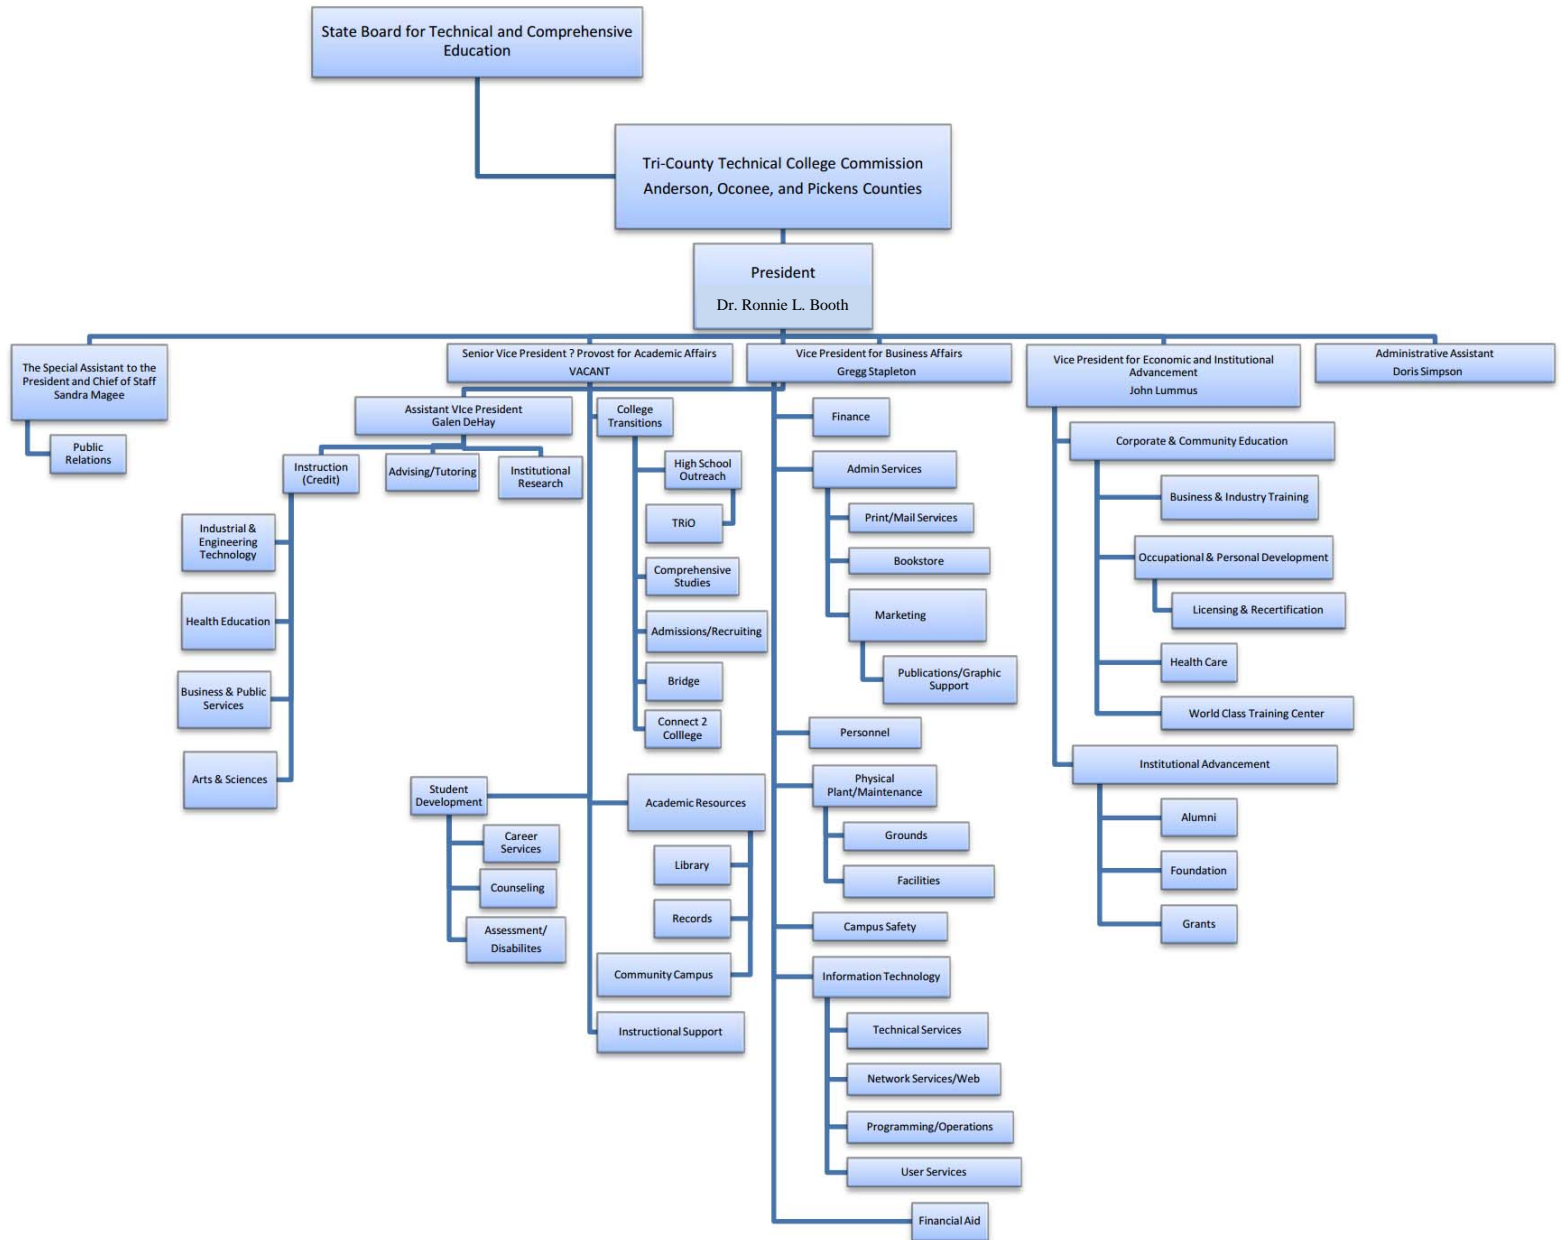 State Board for Technical and Comprehensive
Education
Tri-County Technical College Commission
Anderson, Oconee, and Pickens Counties
President
Dr. Ronnie L. Booth
The Special Assistant to the
President and Chief of Staff
Sandra Magee
Senior Vice President ? Provost for Academic Affairs
VACANT
Vice President for Business Affairs
Gregg Stapleton
Vice President for Economic and Institutional
Advancement
John Lummus
Administrative Assistant
Doris Simpson
Public
Relations
Assistant VIce President
Galen DeHay
Instruction
(Credit)
Advising/Tutoring
Institutional
Research
Industrial &
Engineering
Technology
Health Education
Business & Public
Services
Arts & Sciences
College
Transitions
High School
Outreach
TRiO
Comprehensive
Studies
Admissions/Recruiting
Bridge
Connect 2
Colllege
Student
Development
Career
Services
Counseling
Assessment/
Disabilites
Academic Resources
Library
Records
Community Campus
Instructional Support
Finance
Admin Services
Print/Mail Services
Bookstore
Marketing
Publications/Graphic
Support
Personnel
Physical
Plant/Maintenance
Grounds
Facilities
Campus Safety
Information Technology
Technical Services
Network Services/Web
Programming/Operations
User Services
Financial Aid
Corporate & Community Education
Business & Industry Training
Occupational & Personal Development
Licensing & Recertification
Health Care
World Class Training Center
Institutional Advancement
Alumni
Foundation
Grants